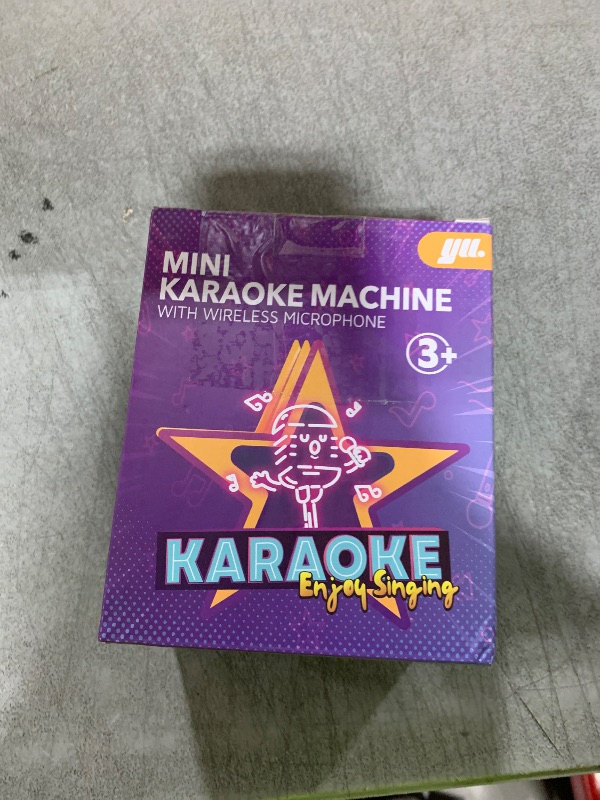 yu.
MINI
KARAOKE MACHINE
WITH WIRELESS MICROPHONE
3+
KARAOKE
Enjoy Singing